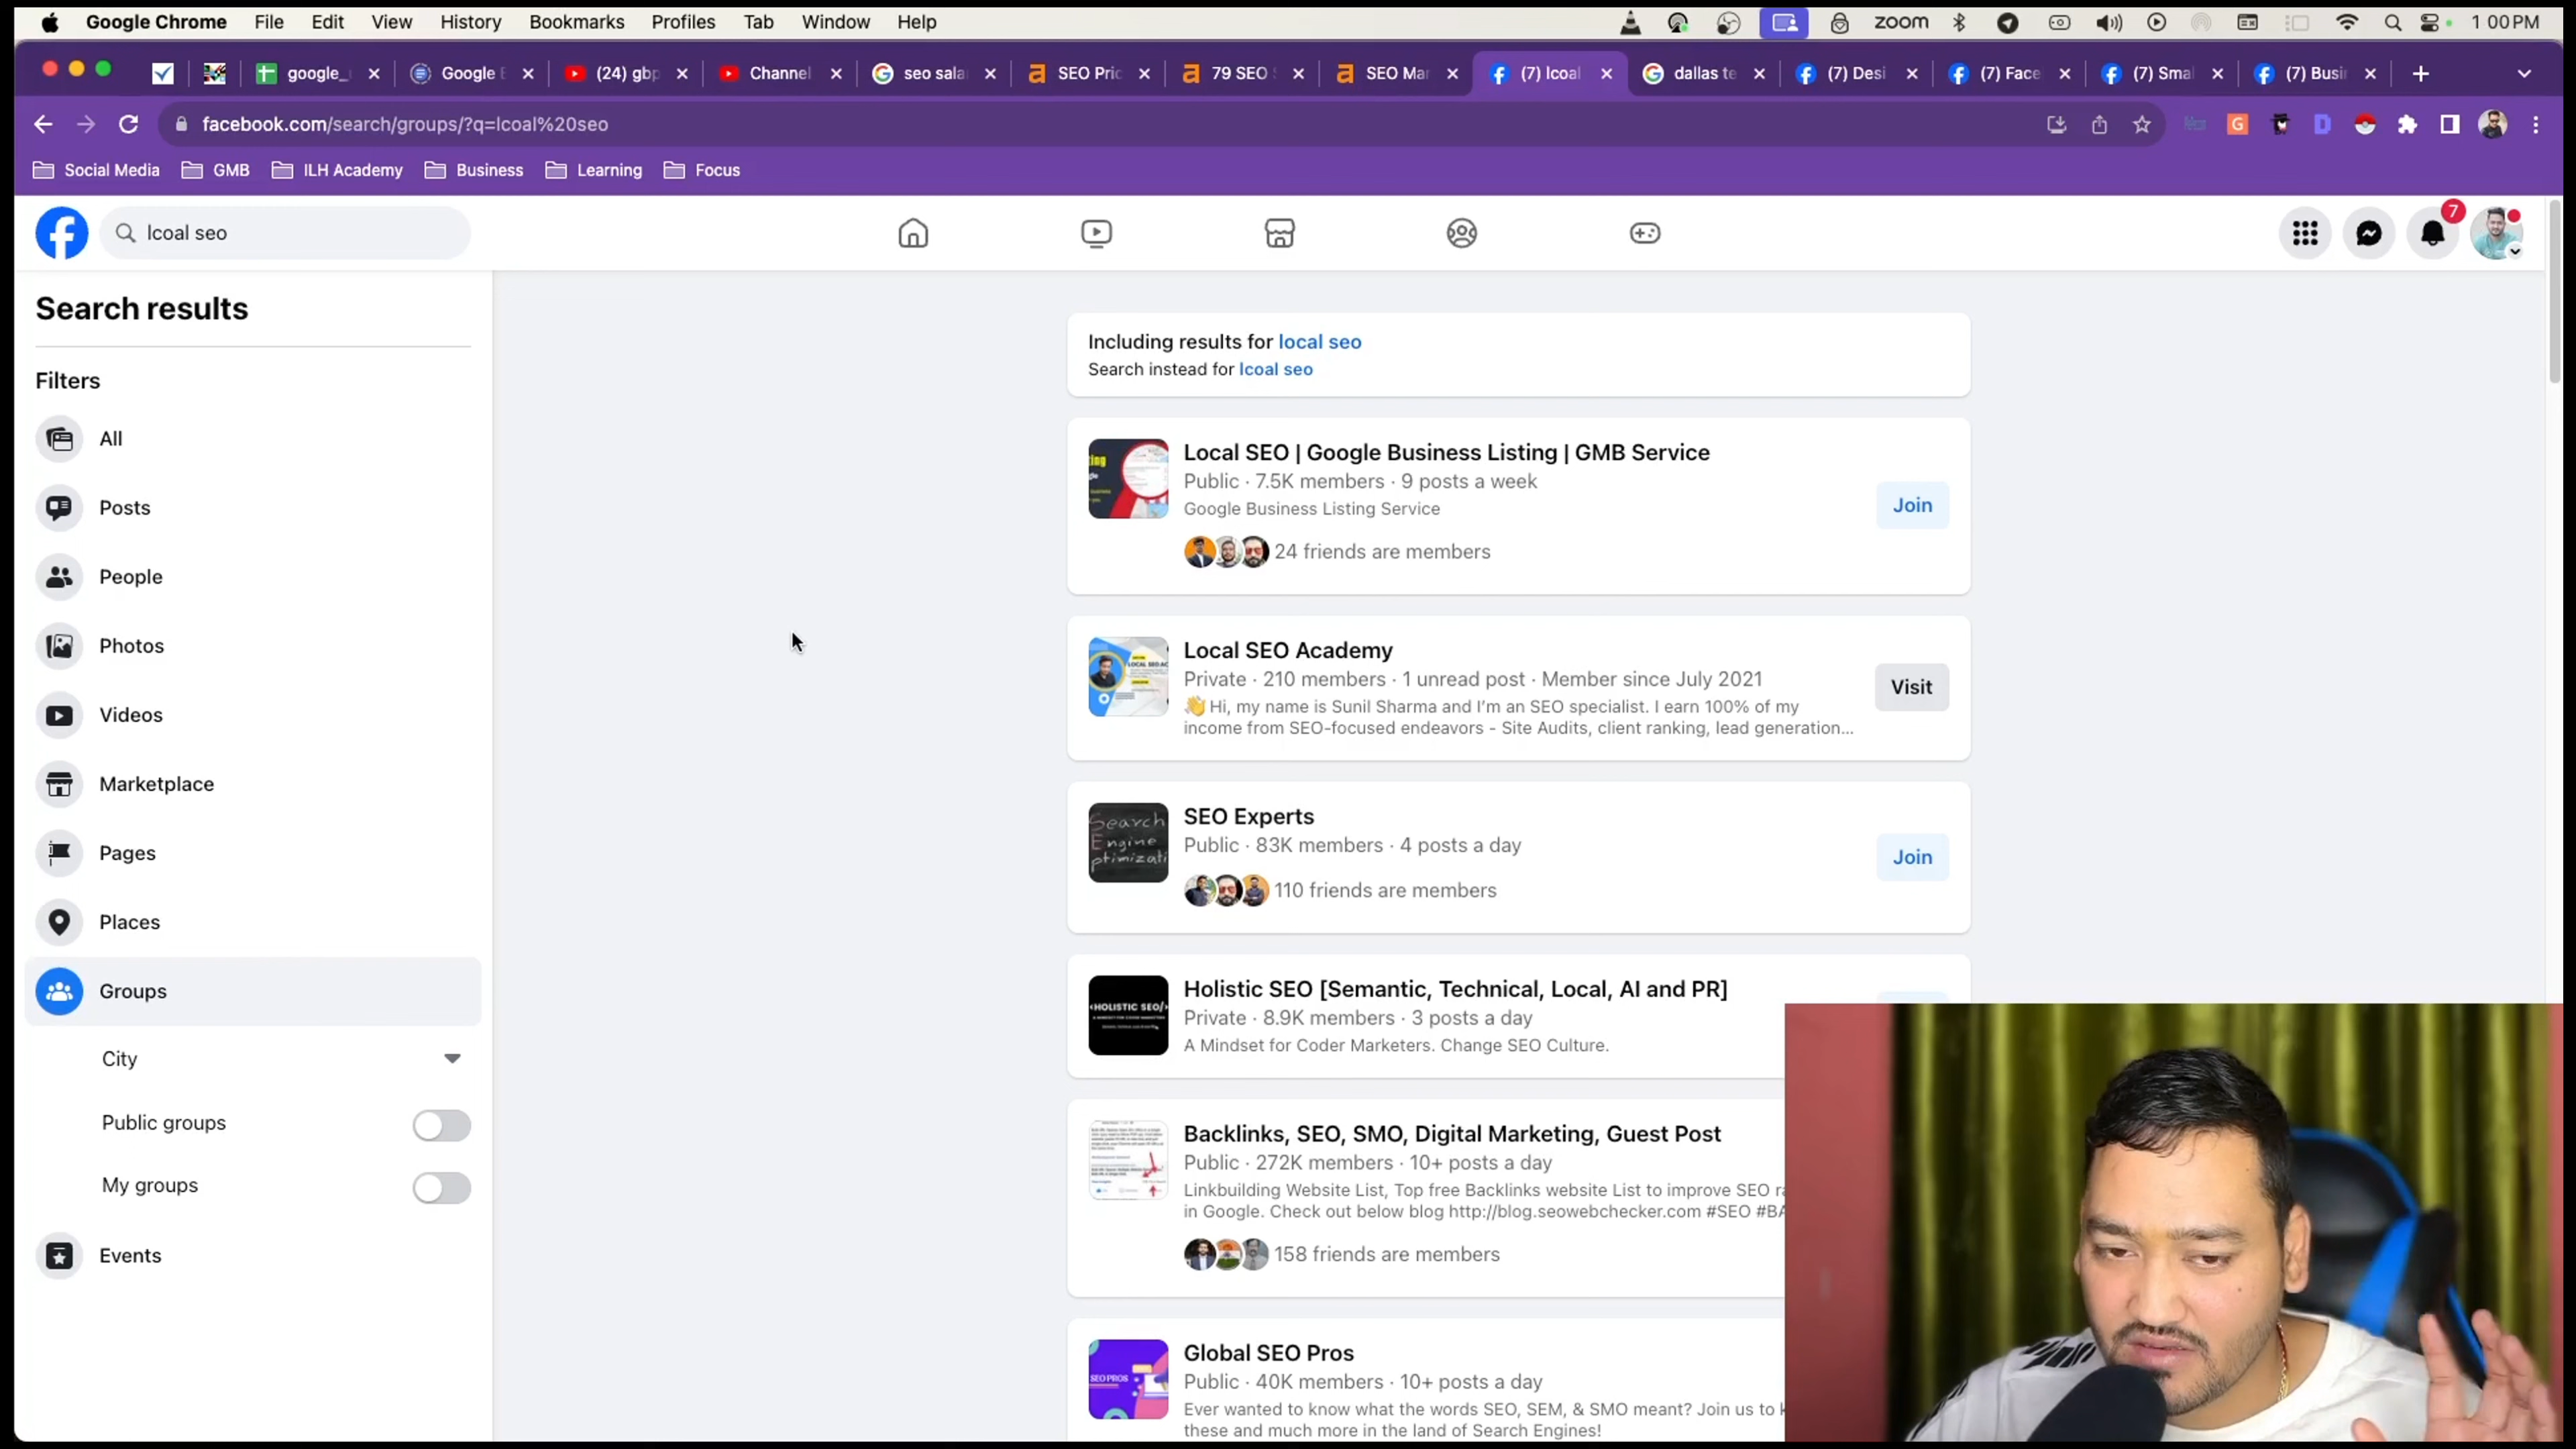 Google Chrome File Edit View History Bookmarks Profiles Tab Window Help
zoom 1:00 PM
google_ Google E (24) gbp Channel seo sala SEO Pric 79 SEO SEO Mar (7) lcoal dallas te (7) Desi (7) Face (7) Smal (7) Busin
facebook.com/search/groups/?q=lcoal%20seo
Social Media GMB ILH Academy Business Learning Focus
lcoal seo
7
Search results
Filters
All
Posts
People
Photos
Videos
Marketplace
Pages
Places
Groups
City
Public groups
My groups
Events
Including results for local seo
Search instead for lcoal seo
Local SEO | Google Business Listing | GMB Service
Public · 7.5K members · 9 posts a week
Google Business Listing Service
24 friends are members
Join
Local SEO Academy
Private · 210 members · 1 unread post · Member since July 2021
👋 Hi, my name is Sunil Sharma and I'm an SEO specialist. I earn 100% of my
income from SEO-focused endeavors - Site Audits, client ranking, lead generation...
Visit
Search
Engine
ptimizati
SEO Experts
Public · 83K members · 4 posts a day
110 friends are members
Join
<HOLISTIC SEO/>
Holistic SEO [Semantic, Technical, Local, AI and PR]
Private · 8.9K members · 3 posts a day
A Mindset for Coder Marketers. Change SEO Culture.
Backlinks, SEO, SMO, Digital Marketing, Guest Post
Public · 272K members · 10+ posts a day
Linkbuilding Website List, Top free Backlinks website List to improve SEO ra
in Google. Check out below blog http://blog.seowebchecker.com #SEO #BA
158 friends are members
SEO PROS
Global SEO Pros
Public · 40K members · 10+ posts a day
Ever wanted to know what the words SEO, SEM, & SMO meant? Join us to k
these and much more in the land of Search Engines!